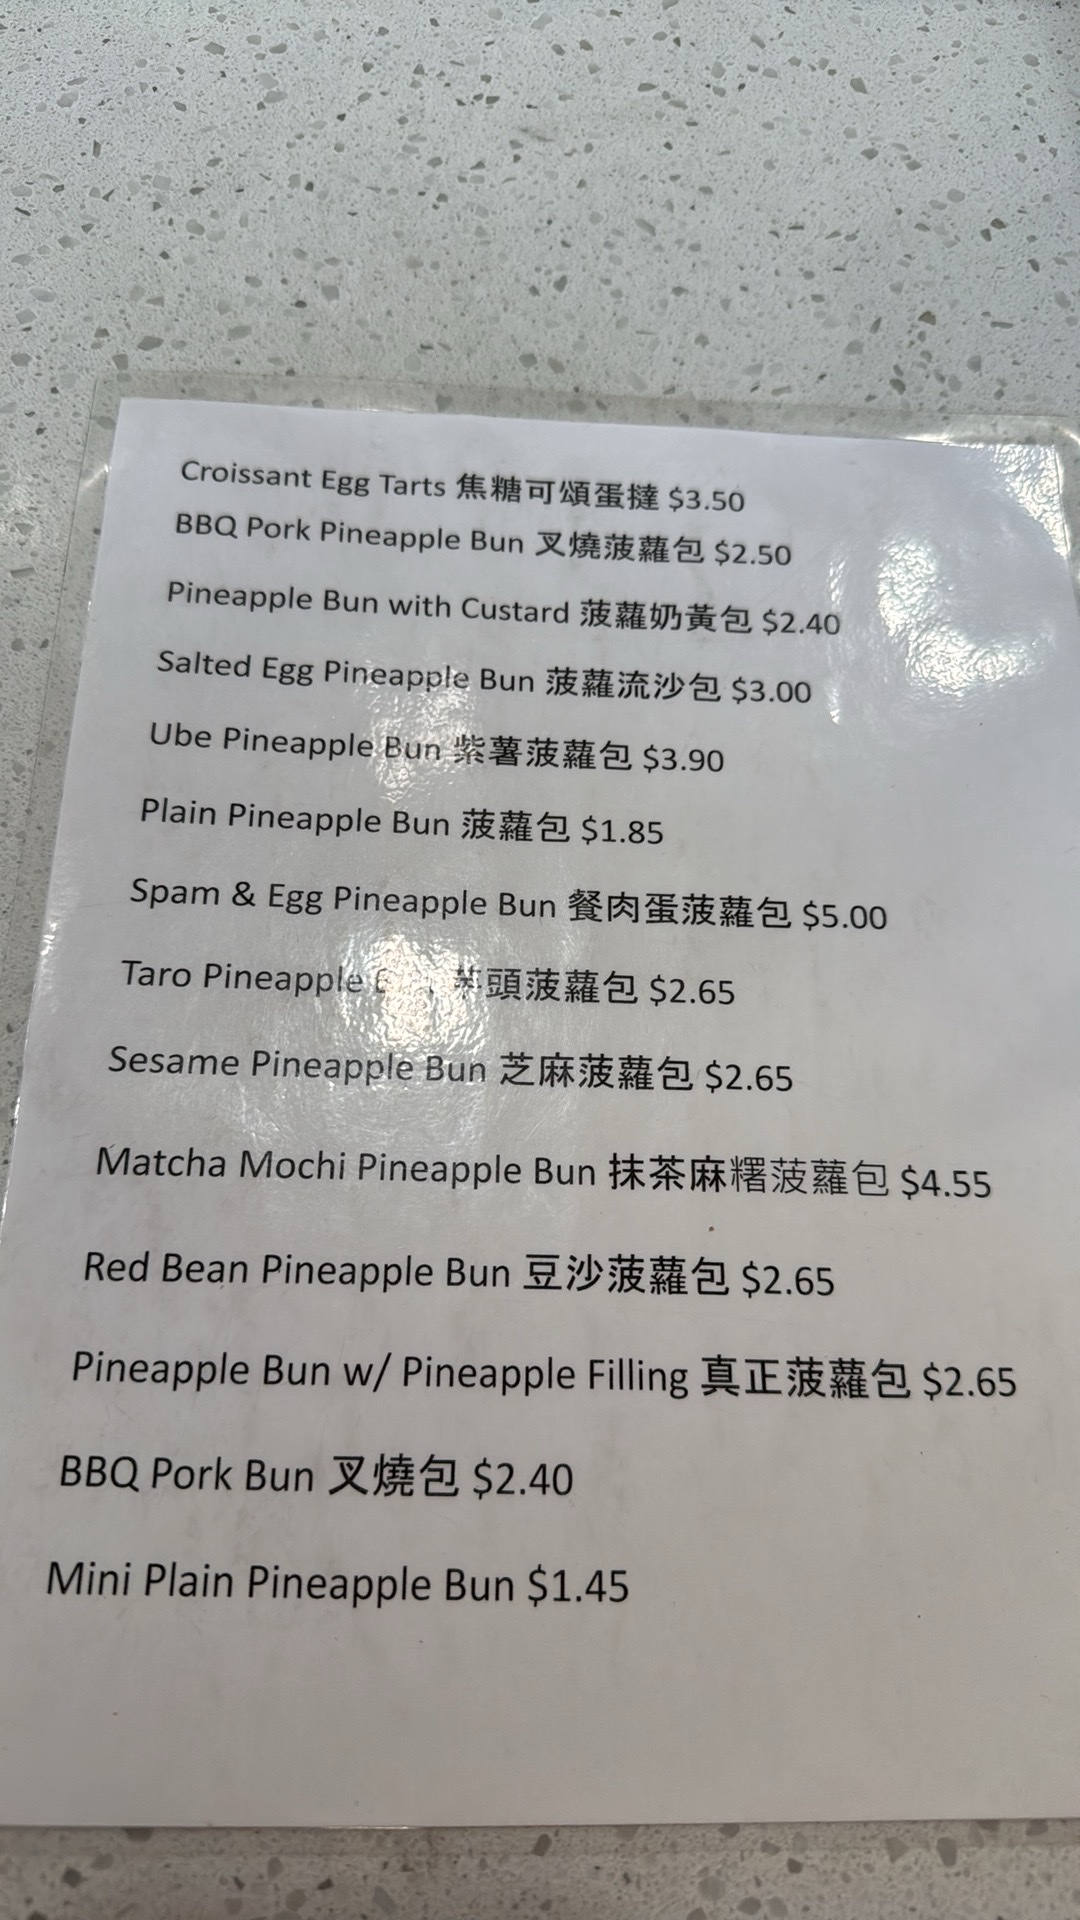 Croissant Egg Tarts 焦糖可頌蛋撻 $3.50
BBQ Pork Pineapple Bun 叉燒菠蘿包 $2.50
Pineapple Bun with Custard 菠蘿奶黃包 $2.40
Salted Egg Pineapple Bun 菠蘿流沙包 $3.00
Ube Pineapple Bun 紫薯菠蘿包 $3.90
Plain Pineapple Bun 菠蘿包 $1.85
Spam & Egg Pineapple Bun 餐肉蛋菠蘿包 $5.00
Taro Pineapple 芋頭菠蘿包 $2.65
Sesame Pineapple Bun 芝麻菠蘿包 $2.65
Matcha Mochi Pineapple Bun 抹茶麻糬菠蘿包 $4.55
Red Bean Pineapple Bun 豆沙菠蘿包 $2.65
Pineapple Bun w/ Pineapple Filling 真正菠蘿包 $2.65
BBQ Pork Bun 叉燒包 $2.40
Mini Plain Pineapple Bun $1.45